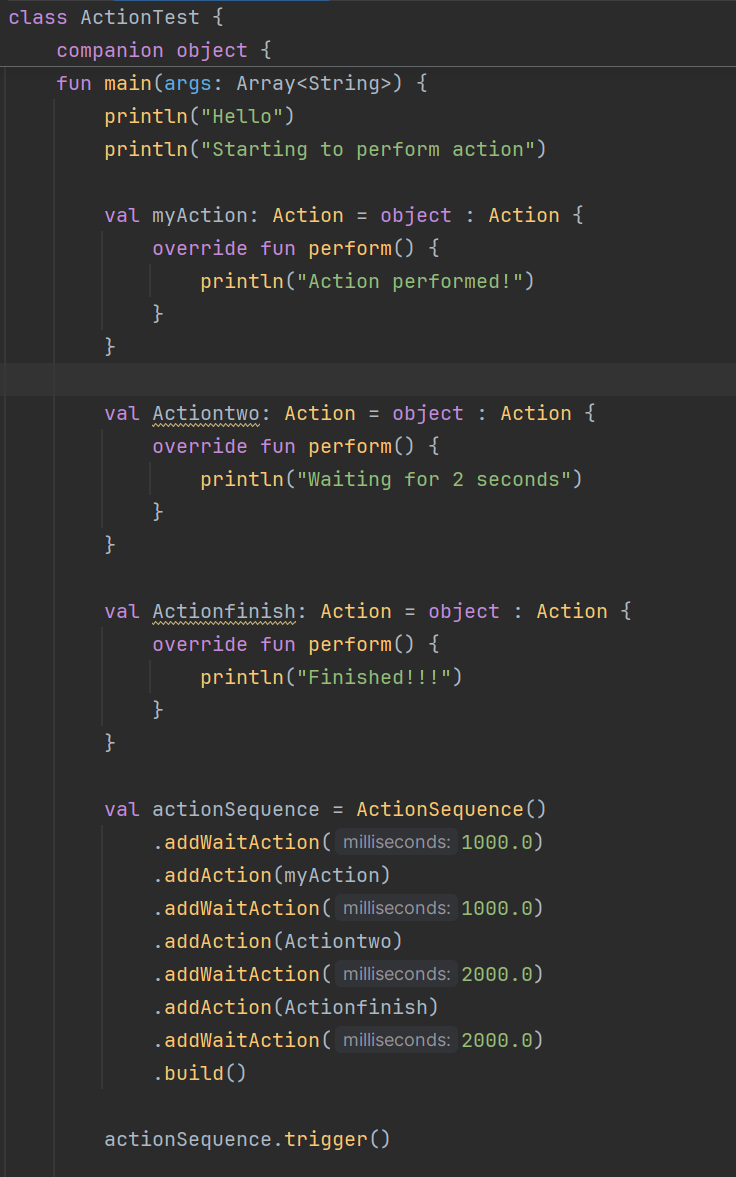 class ActionTest {
    companion object {
    fun main(args: Array<String>) {
        println("Hello")
        println("Starting to perform action")

        val myAction: Action = object : Action {
            override fun perform() {
                println("Action performed!")
            }
        }

        val Actiontwo: Action = object : Action {
            override fun perform() {
                println("Waiting for 2 seconds")
            }
        }

        val Actionfinish: Action = object : Action {
            override fun perform() {
                println("Finished!!!")
            }
        }

        val actionSequence = ActionSequence()
            .addWaitAction( milliseconds: 1000.0)
            .addAction(myAction)
            .addWaitAction( milliseconds: 1000.0)
            .addAction(Actiontwo)
            .addWaitAction( milliseconds: 2000.0)
            .addAction(Actionfinish)
            .addWaitAction( milliseconds: 2000.0)
            .build()

        actionSequence.trigger()